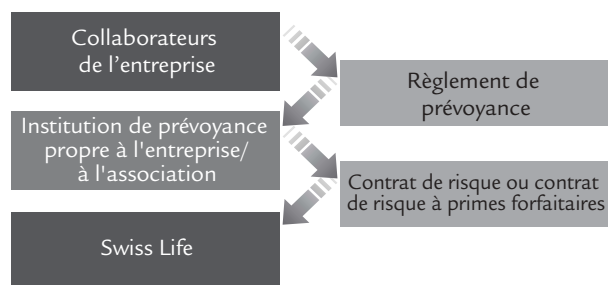 Collaborateurs
de l’entreprise
Règlement de
prévoyance
Institution de prévoyance
propre à l'entreprise/
à l'association
Contrat de risque ou contrat
de risque à primes forfaitaires
Swiss Life